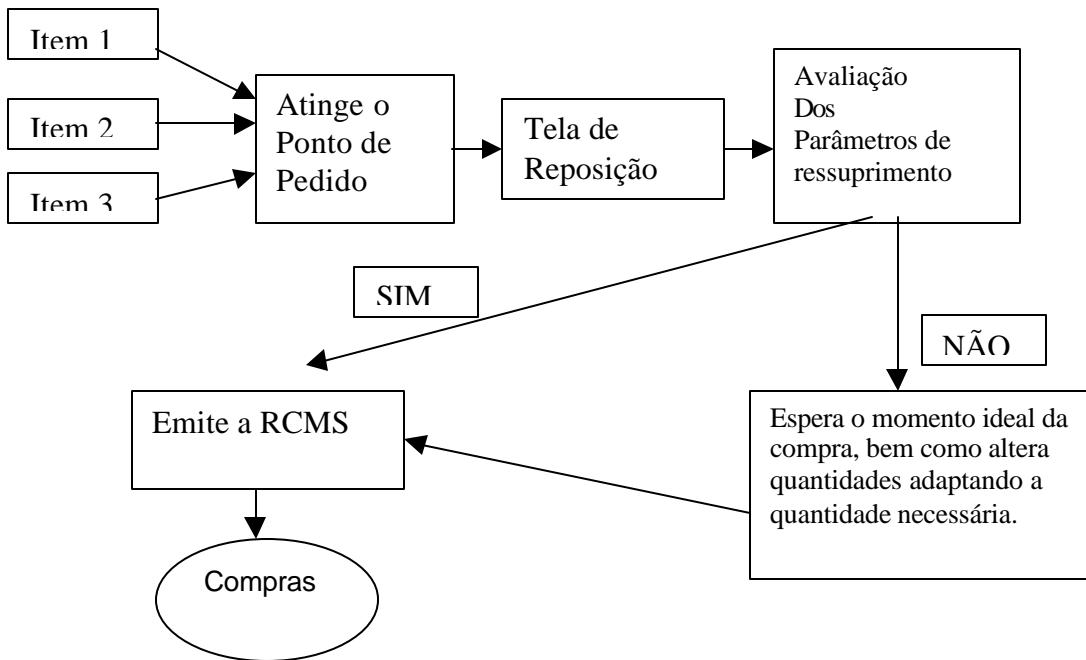 Item 1
Item 2
Item 3
Atinge o
Ponto de
Pedido
Tela de
Reposição
Avaliação
Dos
Parâmetros de
ressuprimento
SIM
NÃO
Emite a RCMS
Espera o momento ideal da
compra, bem como altera
quantidades adaptando a
quantidade necessária.
Compras